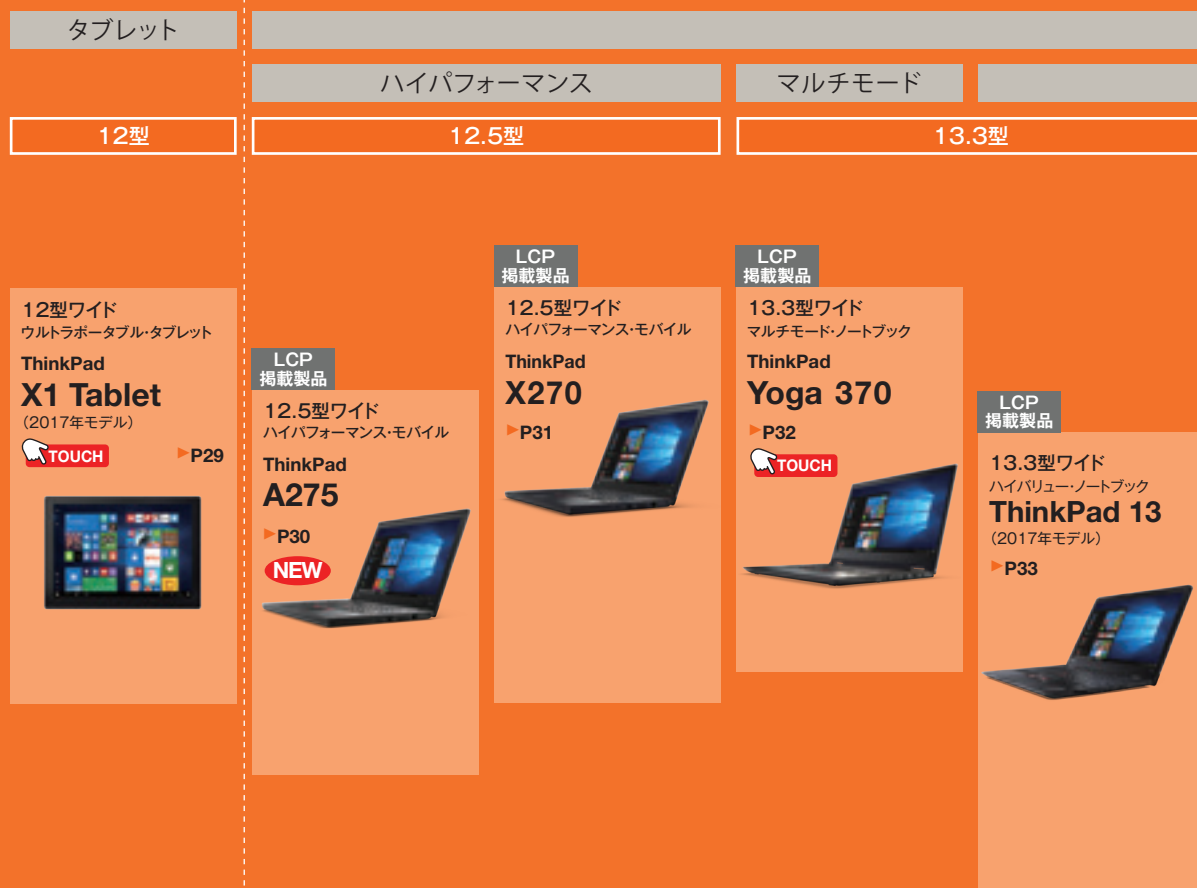 タブレット
ハイパフォーマンス
マルチモード
12型
12.5型
13.3型
12型ワイド
ウルトラポータブル・タブレット
ThinkPad
X1 Tablet
(2017年モデル)
TOUCH
►P29
LCP
掲載製品
12.5型ワイド
ハイパフォーマンス・モバイル
ThinkPad
A275
►P30
NEW
LCP
掲載製品
12.5型ワイド
ハイパフォーマンス・モバイル
ThinkPad
X270
►P31
LCP
掲載製品
13.3型ワイド
マルチモード・ノートブック
ThinkPad
Yoga 370
►P32
TOUCH
LCP
掲載製品
13.3型ワイド
ハイバリュー・ノートブック
ThinkPad 13
(2017年モデル)
►P33